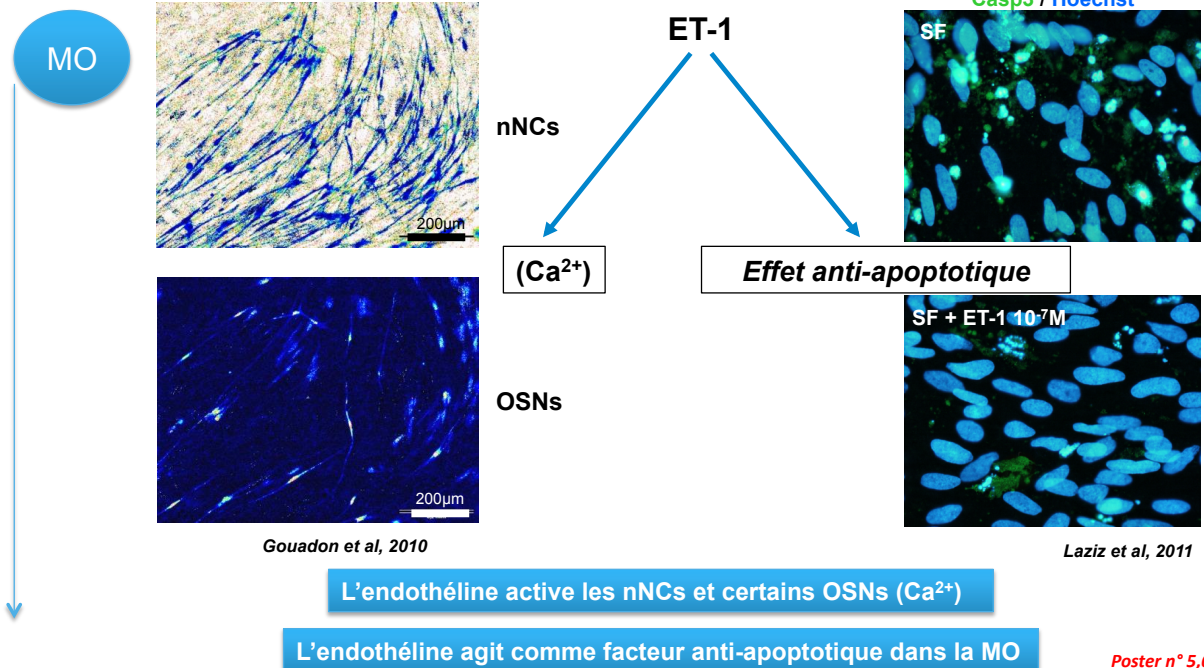 Casp3 / Hoechst
MO
ET-1
SF
nNCs
200µm
(Ca²⁺)
Effet anti-apoptotique
SF + ET-1 10⁻⁷M
OSNs
200µm
Gouadon et al, 2010
Laziz et al, 2011
L'endothéline active les nNCs et certains OSNs (Ca²⁺)
L'endothéline agit comme facteur anti-apoptotique dans la MO
Poster n° 5.